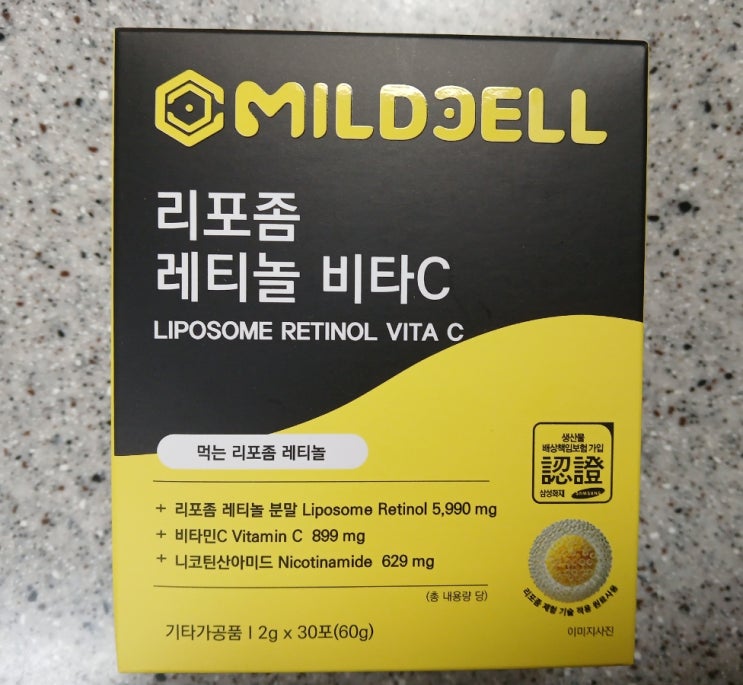 MILDCELL
리포좀
레티놀 비타C
LIPOSOME RETINOL VITA C
먹는 리포좀 레티놀
+ 리포좀 레티놀 분말 Liposome Retinol 5,990 mg
+ 비타민C Vitamin C 899 mg
+ 니코틴산아미드 Nicotinamide 629 mg
(총 내용량 당)
기타가공품 | 2g x 30포(60g)
생산물
배상책임보험 가입
認證
삼성화재 SAMSUNG
리포좀 제형 기술 적용 원료사용
이미지사진